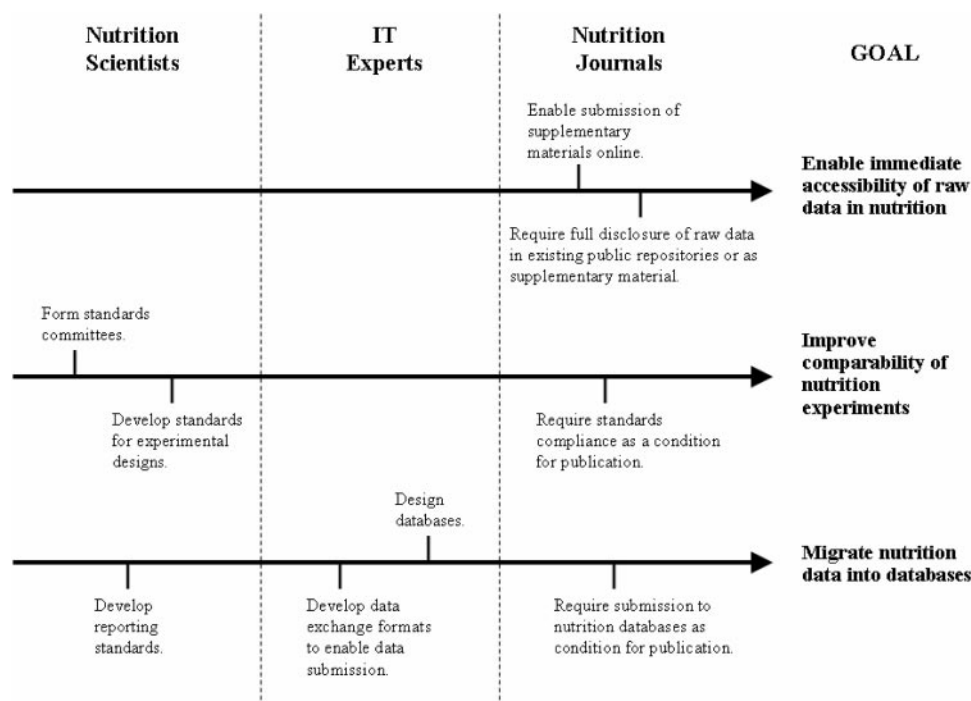 Nutrition
Scientists
IT
Experts
Nutrition
Journals
GOAL
Enable submission of
supplementary
materials online.
Enable immediate
accessibility of raw
data in nutrition
Require full disclosure of raw data
in existing public repositories or as
supplementary material.
Form standards
committees.
Develop standards
for experimental
designs.
Require standards
compliance as a condition
for publication.
Improve
comparability of
nutrition
experiments
Design
databases.
Develop
reporting
standards.
Develop data
exchange formats
to enable data
submission.
Require submission to
nutrition databases as
condition for publication.
Migrate nutrition
data into databases